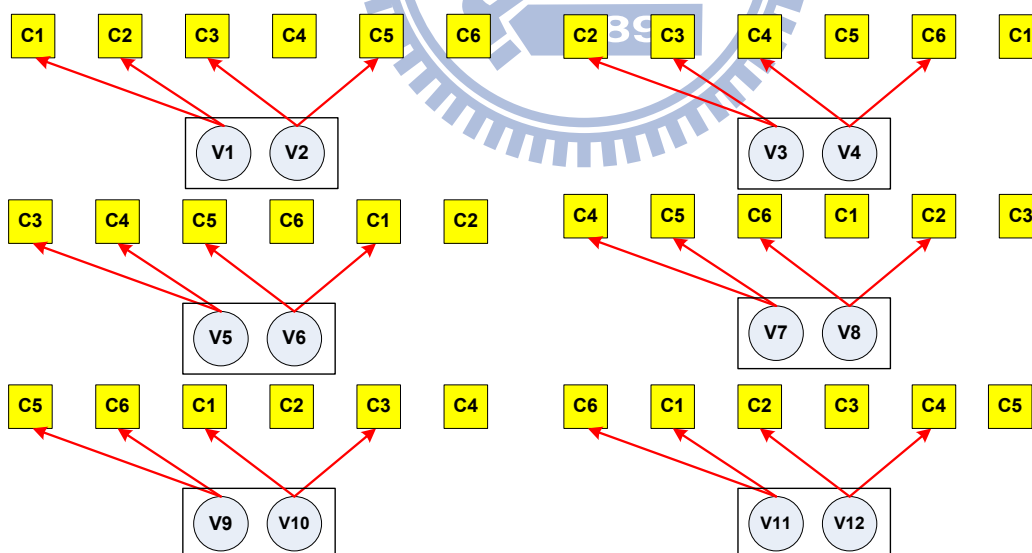 C1 C2 C3 C4 C5 C6
V1 V2
C2 C3 C4 C5 C6 C1
V3 V4
C3 C4 C5 C6 C1 C2
V5 V6
C4 C5 C6 C1 C2 C3
V7 V8
C5 C6 C1 C2 C3 C4
V9 V10
C6 C1 C2 C3 C4 C5
V11 V12